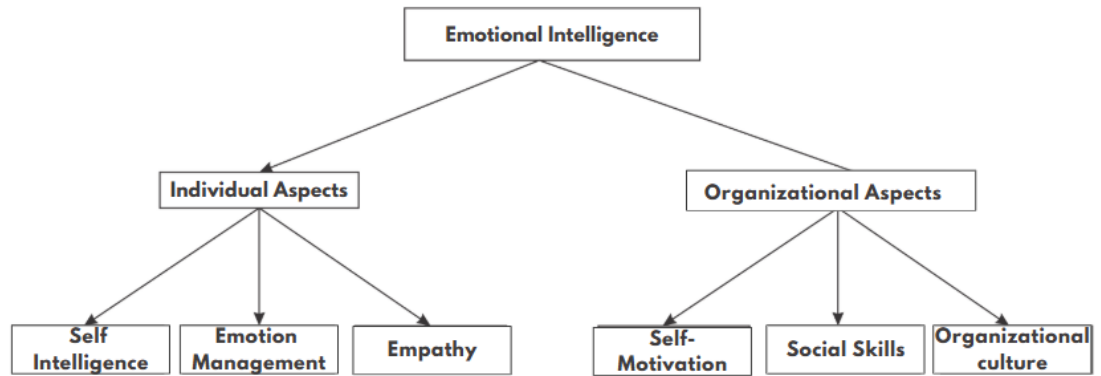 Emotional Intelligence
Individual Aspects
Organizational Aspects
Self
Intelligence
Emotion
Management
Empathy
Self-
Motivation
Social Skills
Organizational
culture